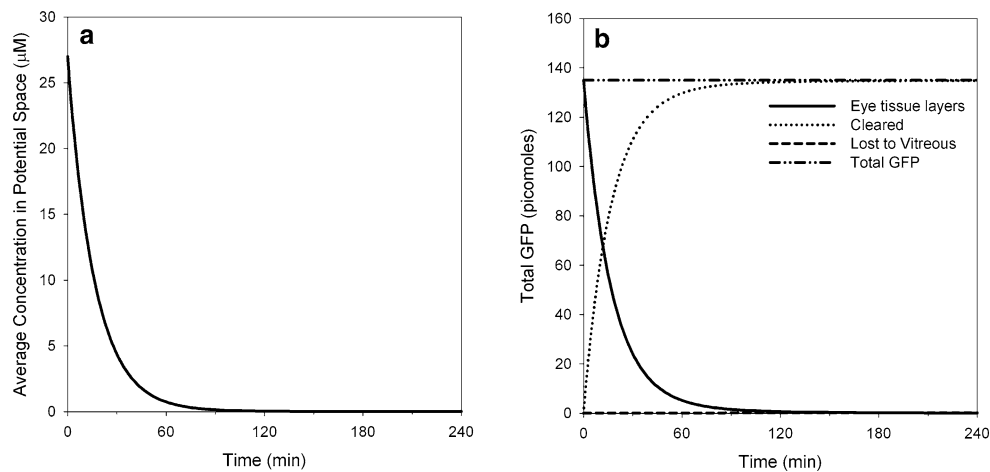 a
Average Concentration in Potential Space (μM)
30
25
20
15
10
5
0
0 60 120 180 240
Time (min)
b
Total GFP (picomoles)
160
140
120
100
80
60
40
20
0
Eye tissue layers
Cleared
Lost to Vitreous
Total GFP
0 60 120 180 240
Time (min)